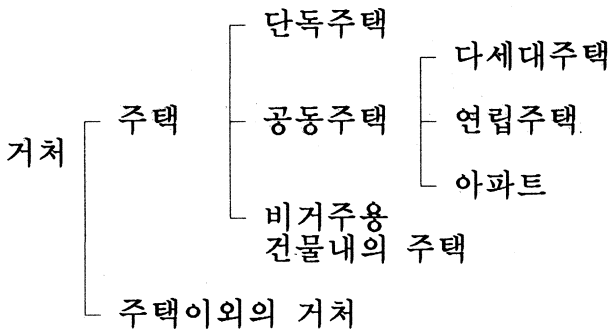 단독주택
다세대주택
주택
공동주택
연립주택
거처
아파트
비거주용
건물내의 주택
주택이외의 거처